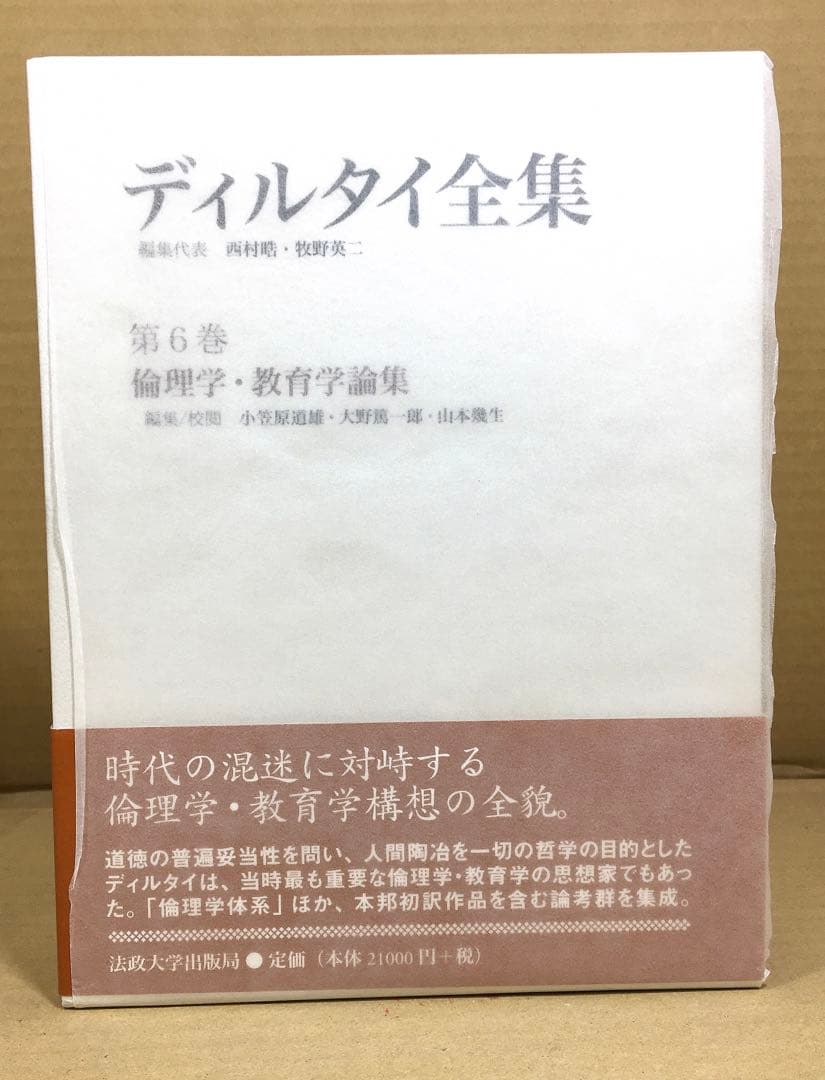 ディルタイ全集
編集代表　西村晧・牧野英二
第6巻
倫理学・教育学論集
編集/校閲　小笠原道雄・大野篤一郎・山本幾生
時代の混迷に対峙する
倫理学・教育学構想の全貌。
道徳の普遍妥当性を問い、人間陶冶を一切の哲学の目的とした
ディルタイは、当時最も重要な倫理学・教育学の思想家でもあっ
た。「倫理学体系」ほか、本邦初訳作品を含む論考群を集成。
法政大学出版局●定価（本体21000円＋税）